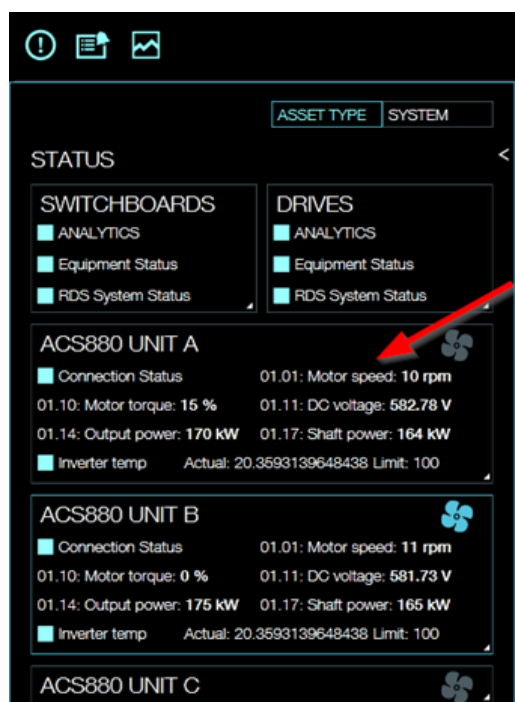 ASSET TYPE SYSTEM
STATUS <
SWITCHBOARDS
ANALYTICS
Equipment Status
RDS System Status
DRIVES
ANALYTICS
Equipment Status
RDS System Status
ACS880 UNIT A
Connection Status 01.01: Motor speed: 10 rpm
01.10: Motor torque: 15 % 01.11: DC voltage: 582.78 V
01.14: Output power: 170 kW 01.17: Shaft power: 164 kW
Inverter temp Actual: 20.3593139648438 Limit: 100
ACS880 UNIT B
Connection Status 01.01: Motor speed: 11 rpm
01.10: Motor torque: 0 % 01.11: DC voltage: 581.73 V
01.14: Output power: 175 kW 01.17: Shaft power: 165 kW
Inverter temp Actual: 20.3593139648438 Limit: 100
ACS880 UNIT C